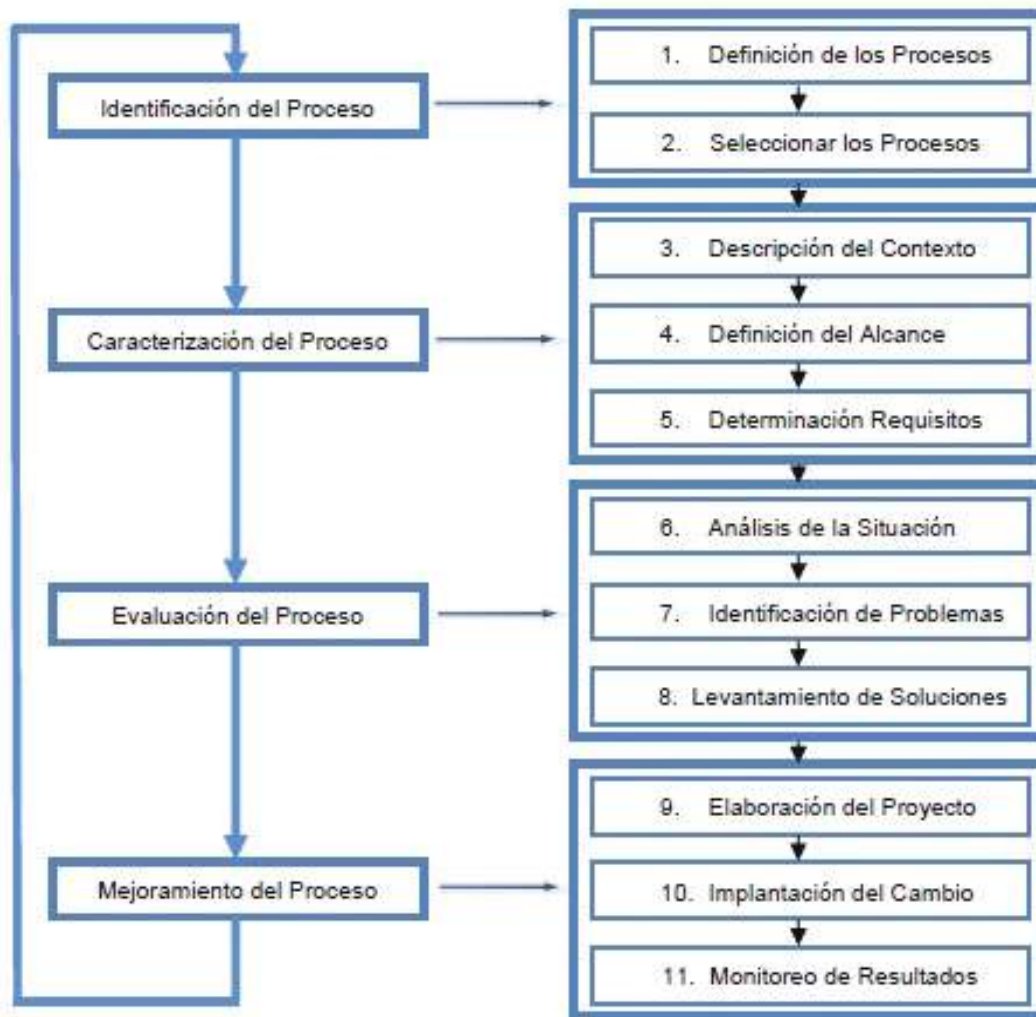 Identificación del Proceso
1. Definición de los Procesos
2. Seleccionar los Procesos
Caracterización del Proceso
3. Descripción del Contexto
4. Definición del Alcance
5. Determinación Requisitos
Evaluación del Proceso
6. Análisis de la Situación
7. Identificación de Problemas
8. Levantamiento de Soluciones
Mejoramiento del Proceso
9. Elaboración del Proyecto
10. Implantación del Cambio
11. Monitoreo de Resultados